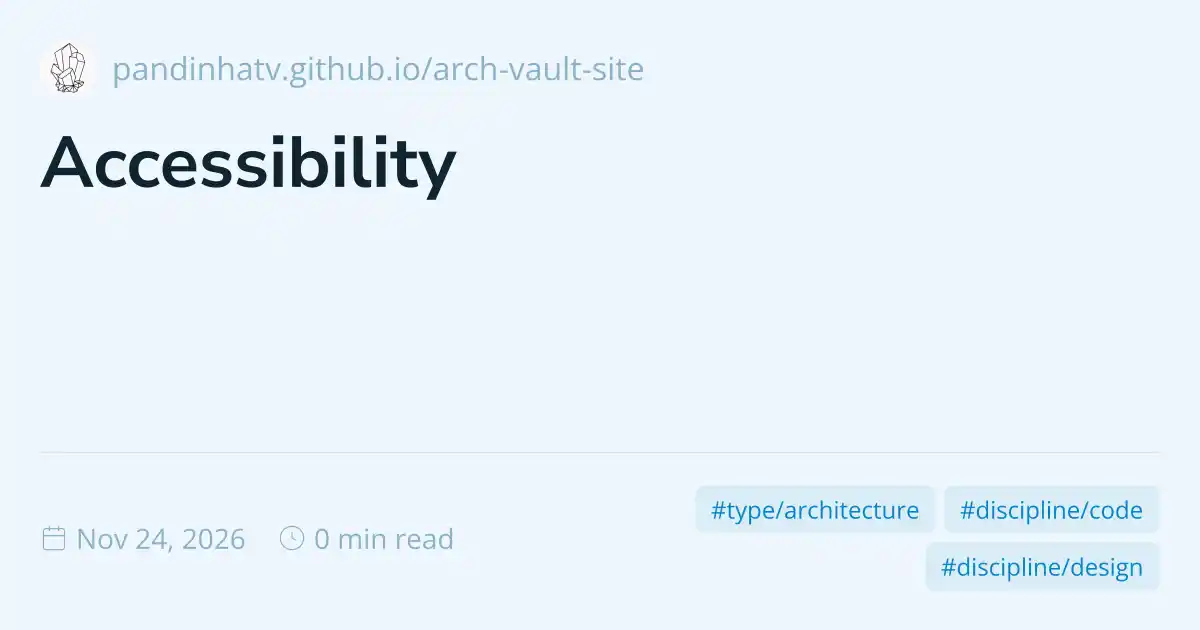 pandinhatv.github.io/arch-vault-site
Accessibility
#type/architecture #discipline/code
Nov 24, 2026 0 min read
#discipline/design